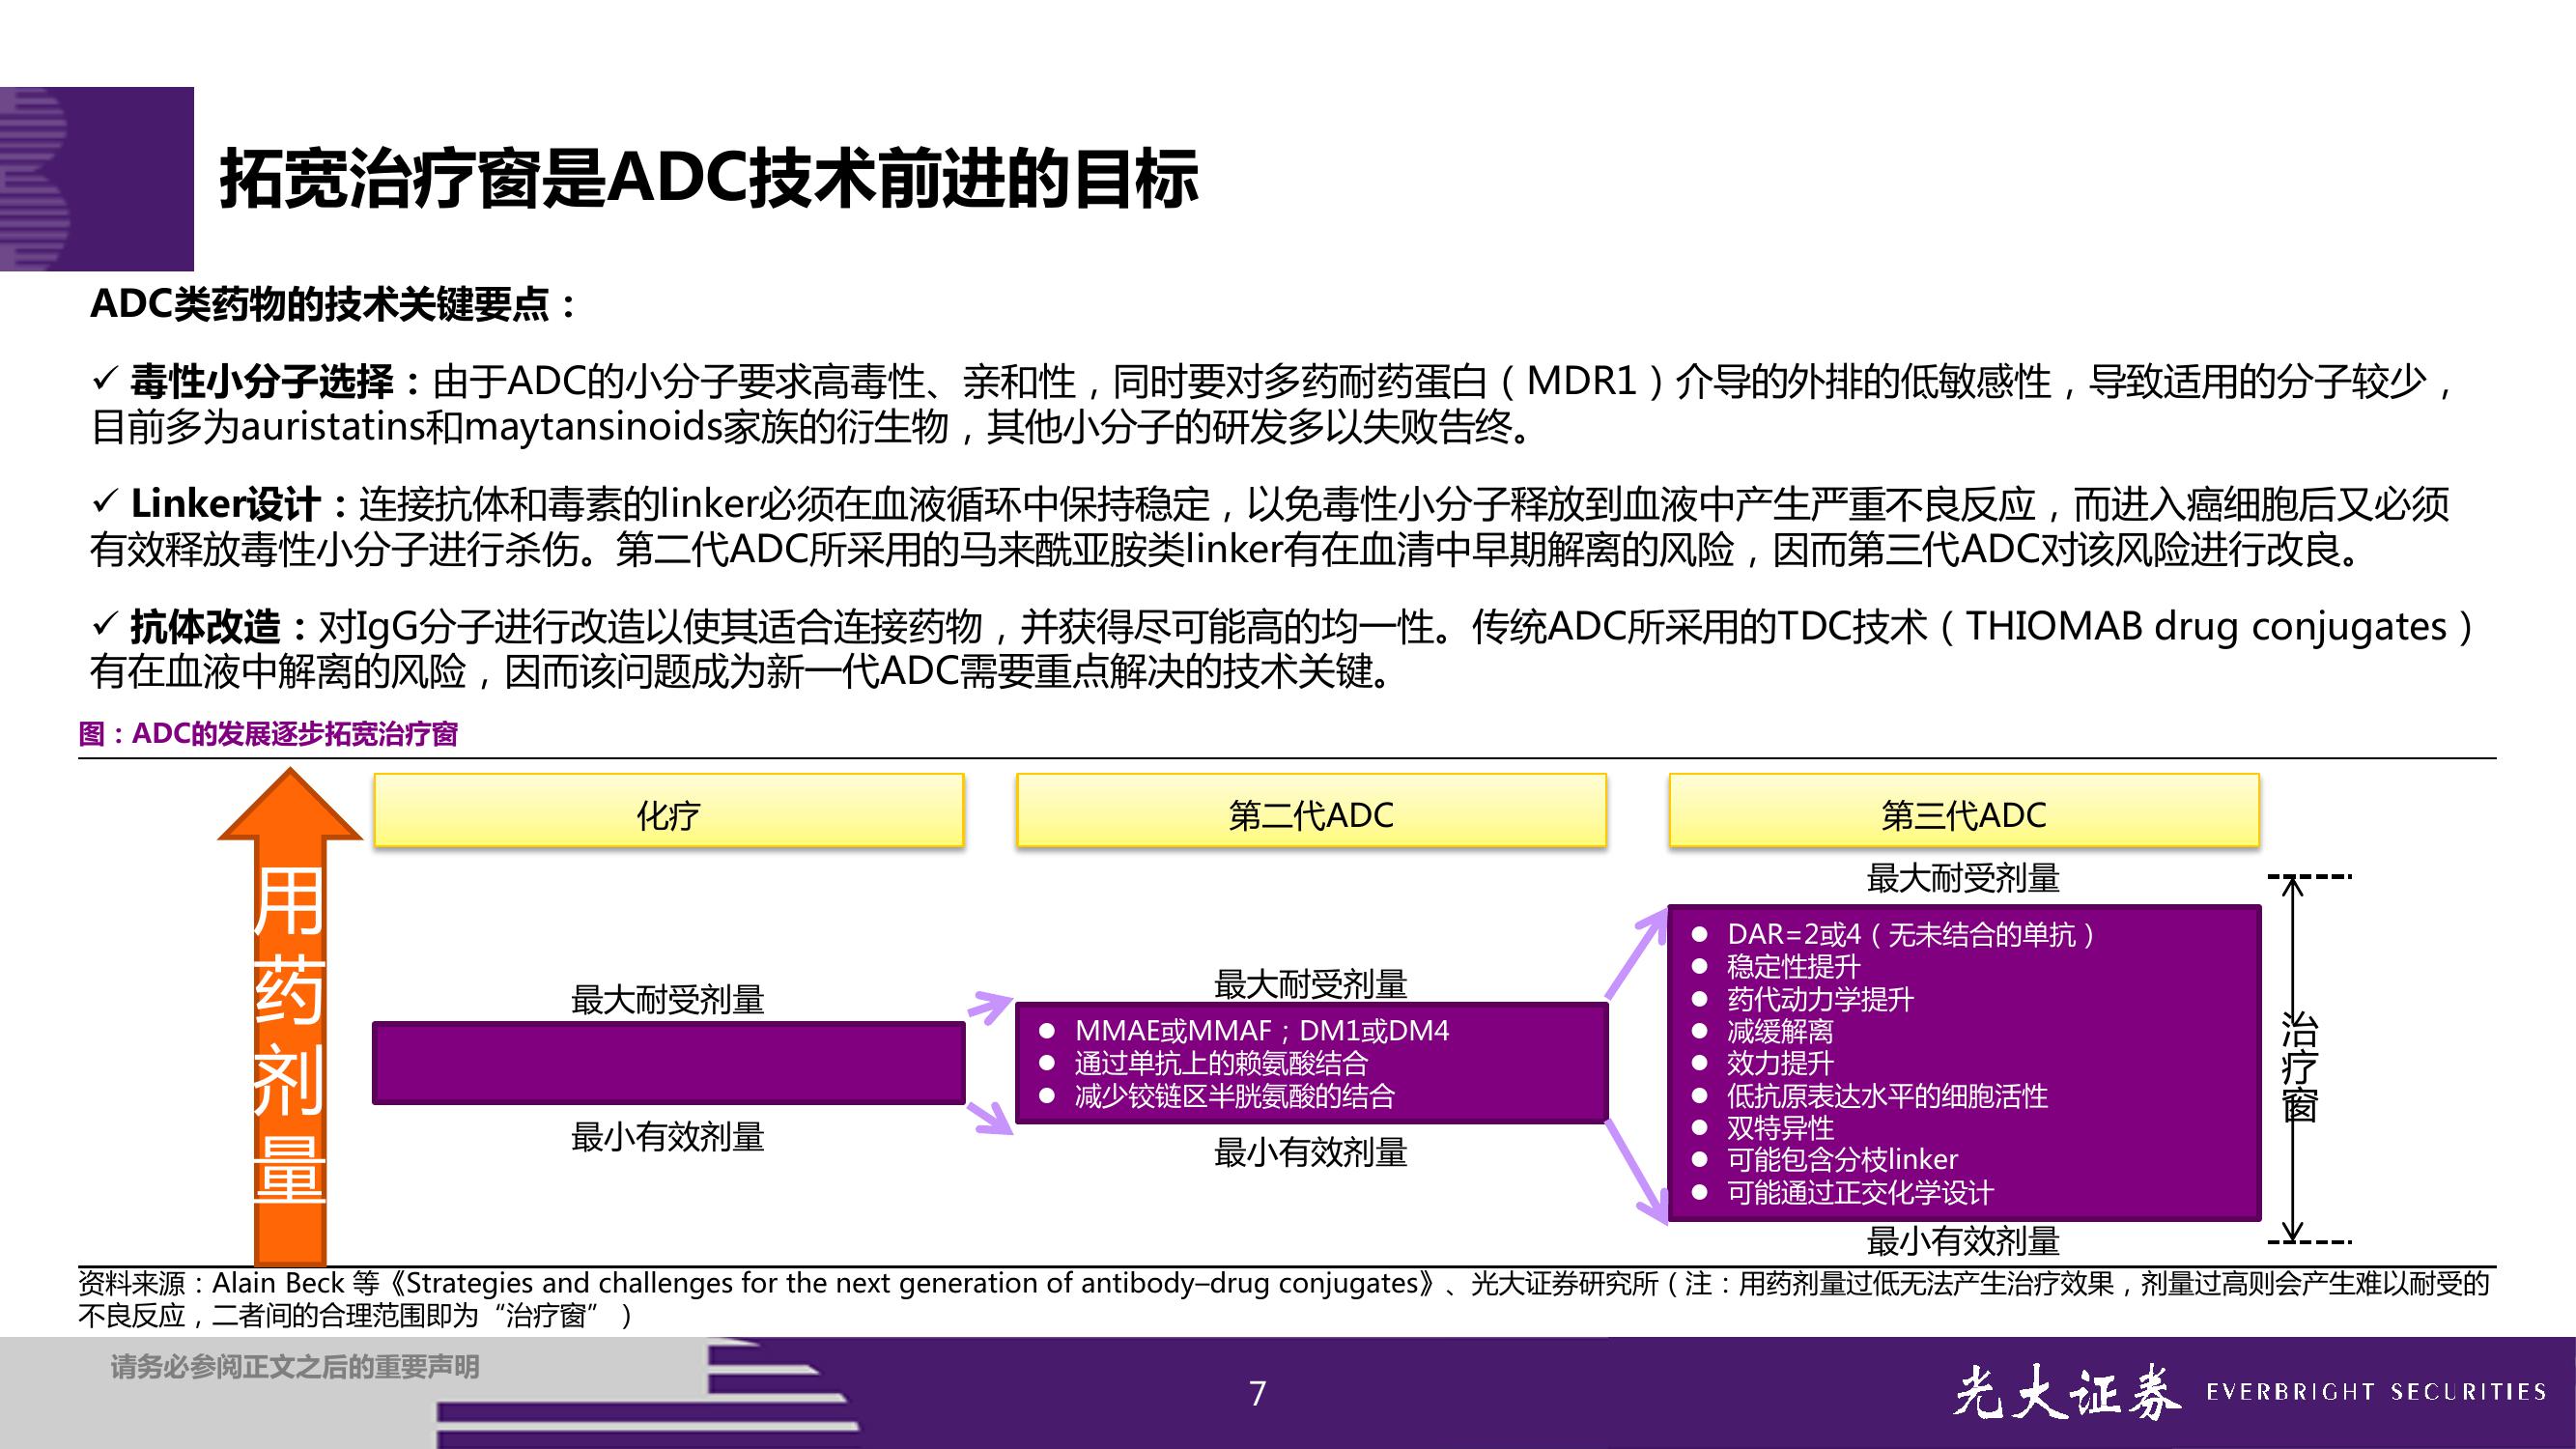 拓宽治疗窗是ADC技术前进的目标
ADC类药物的技术关键要点：
✓ 毒性小分子选择：由于ADC的小分子要求高毒性、亲和性，同时要对多药耐药蛋白（MDR1）介导的外排的低敏感性，导致适用的分子较少，
目前多为auristatins和maytansinoids家族的衍生物，其他小分子的研发多以失败告终。
✓ Linker设计：连接抗体和毒素的linker必须在血液循环中保持稳定，以免毒性小分子释放到血液中产生严重不良反应，而进入癌细胞后又必须
有效释放毒性小分子进行杀伤。第二代ADC所采用的马来酰亚胺类linker有在血清中早期解离的风险，因而第三代ADC对该风险进行改良。
✓ 抗体改造：对IgG分子进行改造以使其适合连接药物，并获得尽可能高的均一性。传统ADC所采用的TDC技术（THIOMAB drug conjugates）
有在血液中解离的风险，因而该问题成为新一代ADC需要重点解决的技术关键。
图：ADC的发展逐步拓宽治疗窗
用药剂量
化疗
最大耐受剂量
最小有效剂量
第二代ADC
最大耐受剂量
● MMAE或MMAF；DM1或DM4
● 通过单抗上的赖氨酸结合
● 减少铰链区半胱氨酸的结合
最小有效剂量
第三代ADC
最大耐受剂量
● DAR=2或4（无未结合的单抗）
● 稳定性提升
● 药代动力学提升
● 减缓解离
● 效力提升
● 低抗原表达水平的细胞活性
● 双特异性
● 可能包含分枝linker
● 可能通过正交化学设计
最小有效剂量
治疗窗
资料来源：Alain Beck 等《Strategies and challenges for the next generation of antibody–drug conjugates》、光大证券研究所（注：用药剂量过低无法产生治疗效果，剂量过高则会产生难以耐受的
不良反应，二者间的合理范围即为“治疗窗”）
请务必参阅正文之后的重要声明
7
光大证券 EVERBRIGHT SECURITIES